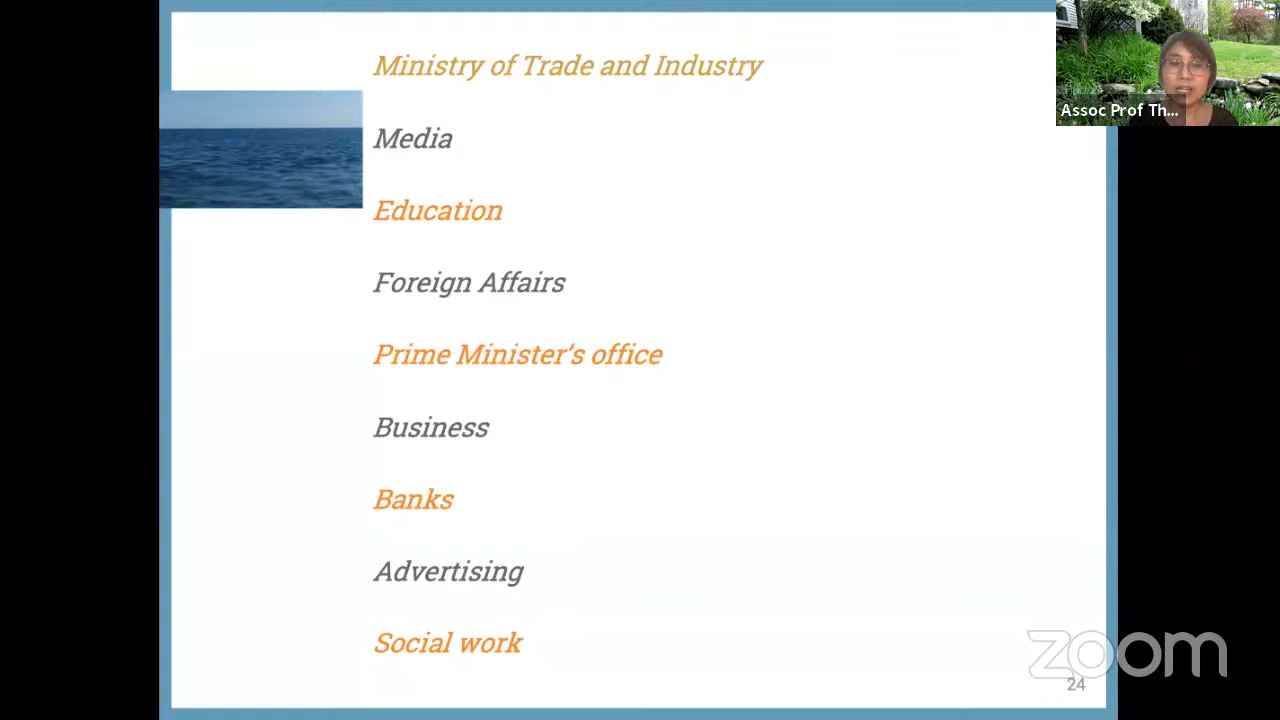 Ministry of Trade and Industry
Assoc Prof Th...
Media
Education
Foreign Affairs
Prime Minister's office
Business
Banks
Advertising
Social work
zoom
24